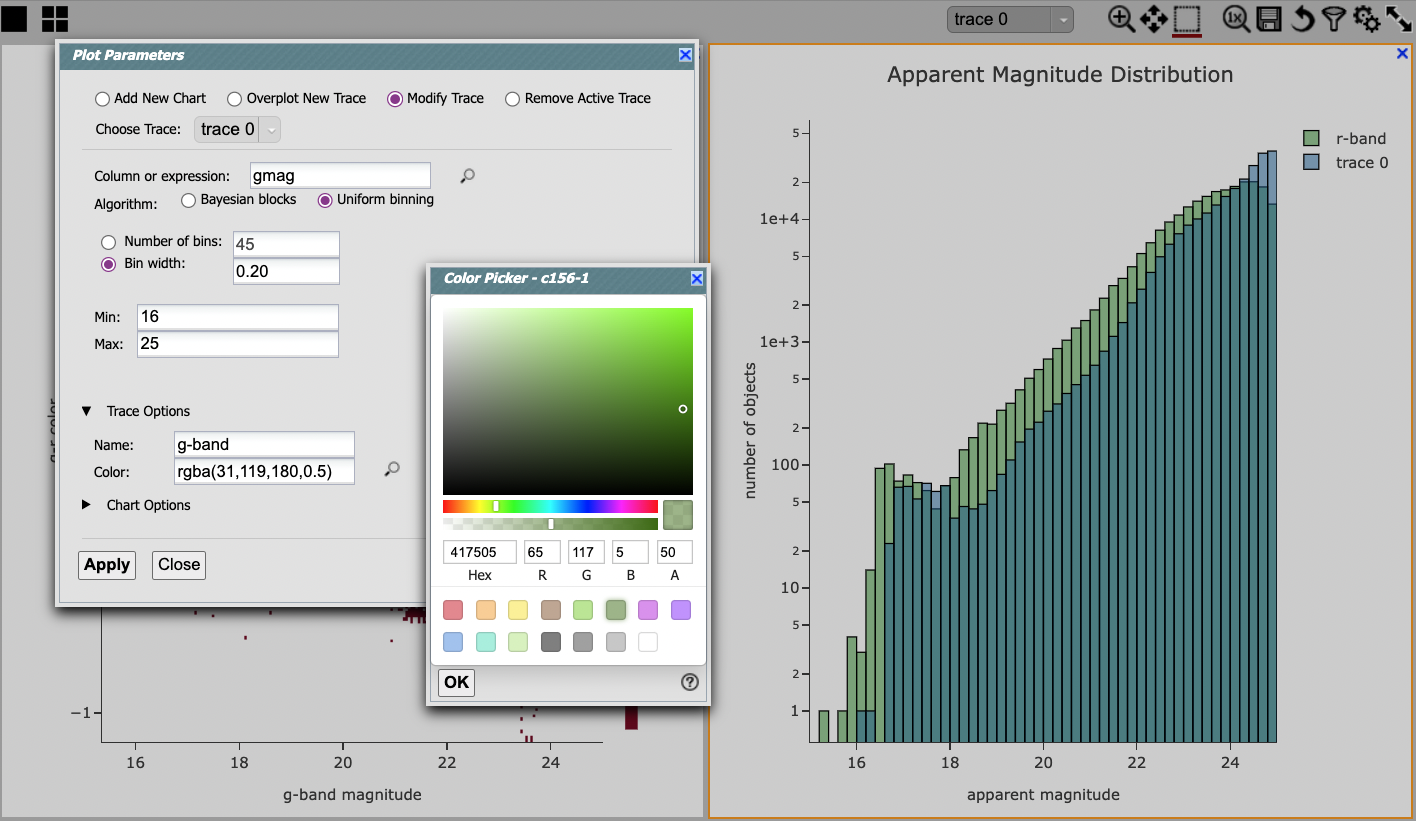 trace 0
1x
Plot Parameters
Add New Chart Overplot New Trace Modify Trace Remove Active Trace
Choose Trace: trace 0
Column or expression: gmag
Algorithm: Bayesian blocks Uniform binning
Number of bins: 45
Bin width: 0.20
Min: 16
Max: 25
Trace Options
Name: g-band
Color: rgba(31,119,180,0.5)
Chart Options
Apply Close
Color Picker - c156-1
417505 65 117 5 50
Hex R G B A
OK ?
g-r color
−1
16 18 20 22 24
g-band magnitude
Apparent Magnitude Distribution
r-band
trace 0
number of objects
5
2
1e+4
5
2
1e+3
5
2
100
5
2
10
5
2
1
16 18 20 22 24
apparent magnitude